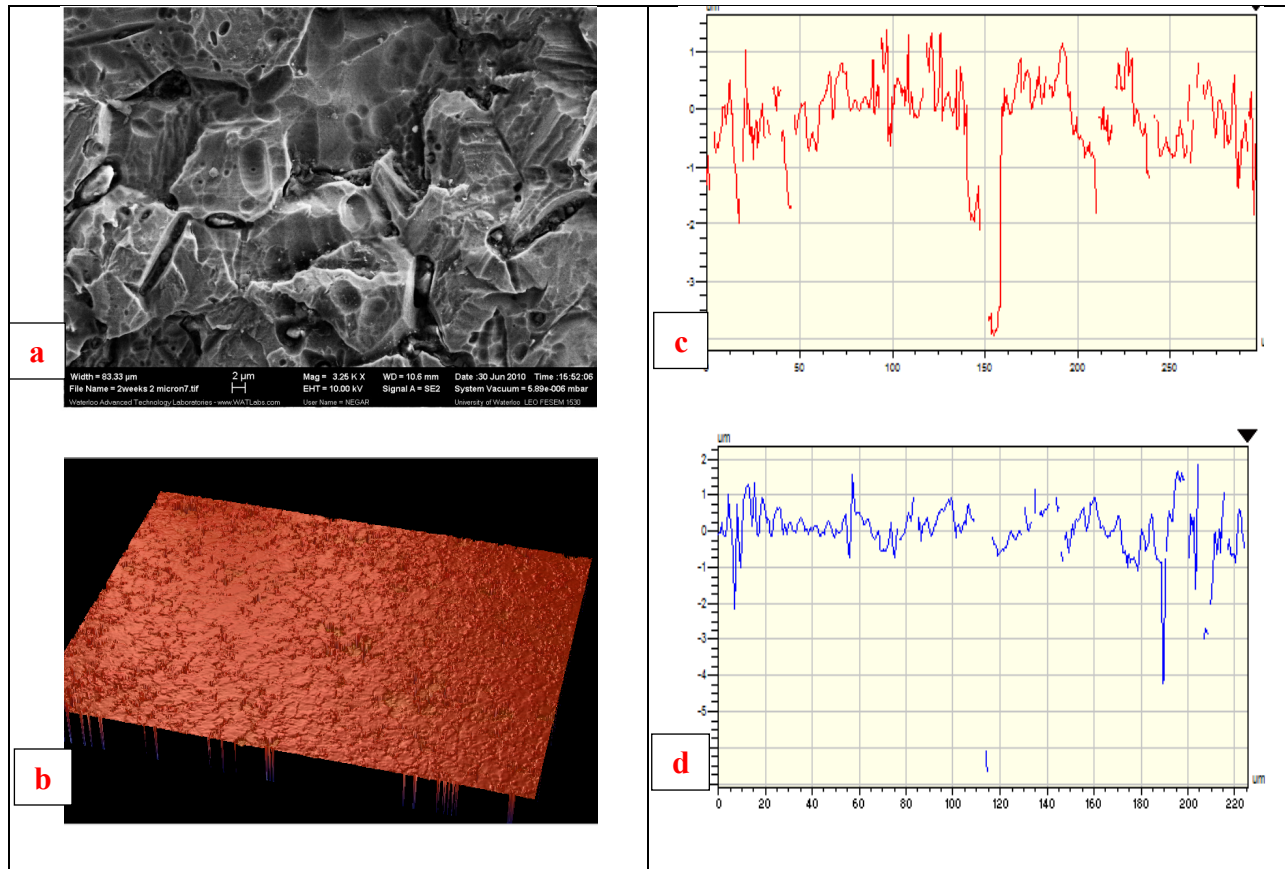 Width = 83.33 µm 2 µm Mag = 3.25 K X WD = 10.6 mm Date :30 Jun 2010 Time :15:52:06
File Name = 2weeks 2 micron7.tif EHT = 10.00 kV Signal A = SE2 System Vacuum = 5.89e-006 mbar
Waterloo Advanced Technology Laboratories - www.WATLabs.com User Name = NEGAR University of Waterloo LEO FESEM 1530
a
b
1
0
-1
-2
-3
c
50 100 150 200 250
um
2
1
0
-1
-2
-3
-4
-5
d
um
0 20 40 60 80 100 120 140 160 180 200 220